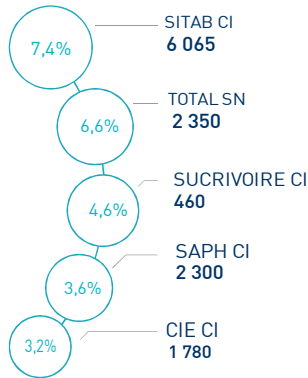 7,4%
SITAB CI
6 065
6,6%
TOTAL SN
2 350
4,6%
SUCRIVOIRE CI
460
3,6%
SAPH CI
2 300
3,2%
CIE CI
1 780